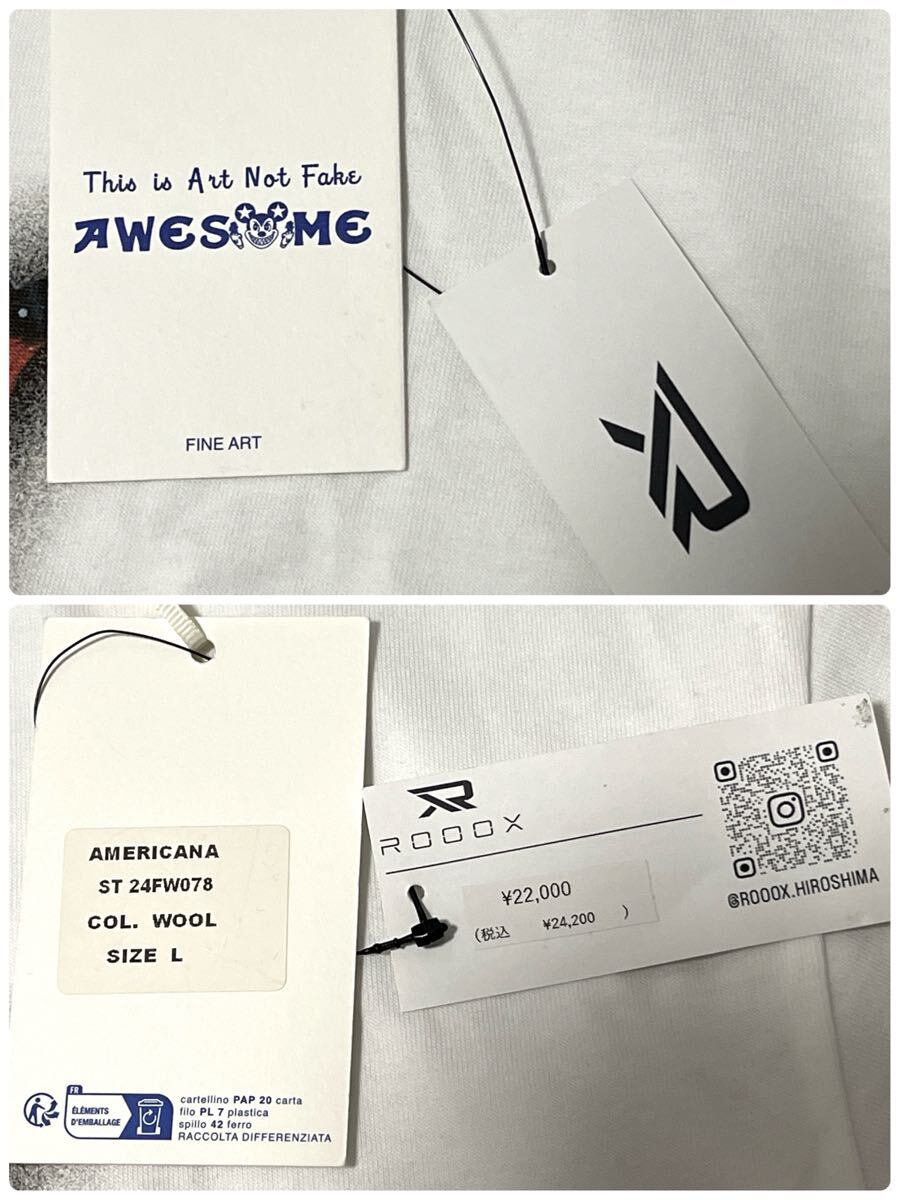 This is Art Not Fake
AWESOME
FINE ART
XR
AMERICANA
ST 24FW078
COL. WOOL
SIZE L
FR
ÉLÉMENTS
D'EMBALLAGE
cartellino PAP 20 carta
filo PL 7 plastica
spillo 42 ferro
RACCOLTA DIFFERENZIATA
XR
ROOOX
¥22,000
(税込 ¥24,200 )
@ROOOX.HIROSHIMA